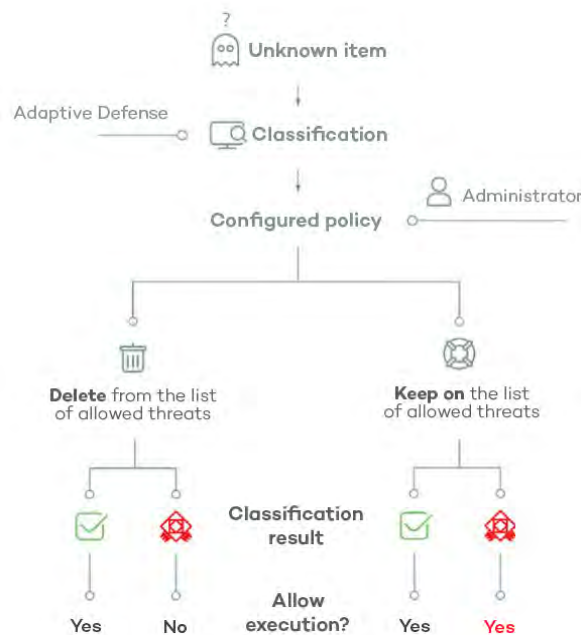 ?
Unknown item
Adaptive Defense
Classification
Administrator
Configured policy
Delete from the list
of allowed threats
Keep on the list
of allowed threats
Classification
result
Allow
execution?
Yes
No
Yes
Yes